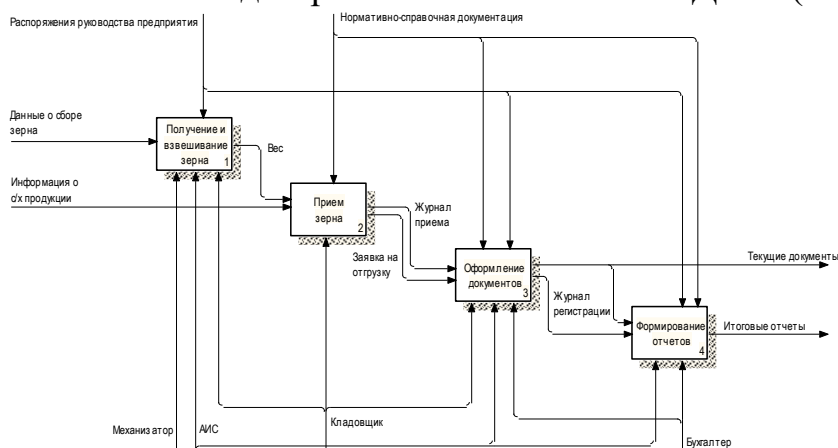 Распоряжения руководства предприятия
Нормативно-справочная документация
Данные о сборе
зерна
Получение и
взвешивание
зерна
1
Вес
Информация о
с/х продукции
Прием
зерна
2
Журнал
приема
Заявка на
отгрузку
Оформление
документов
3
Текущие документы
Журнал
регистрации
Формирование
отчетов
4
Итоговые отчеты
Механизатор
АИС
Кладовщик
Бухгалтер